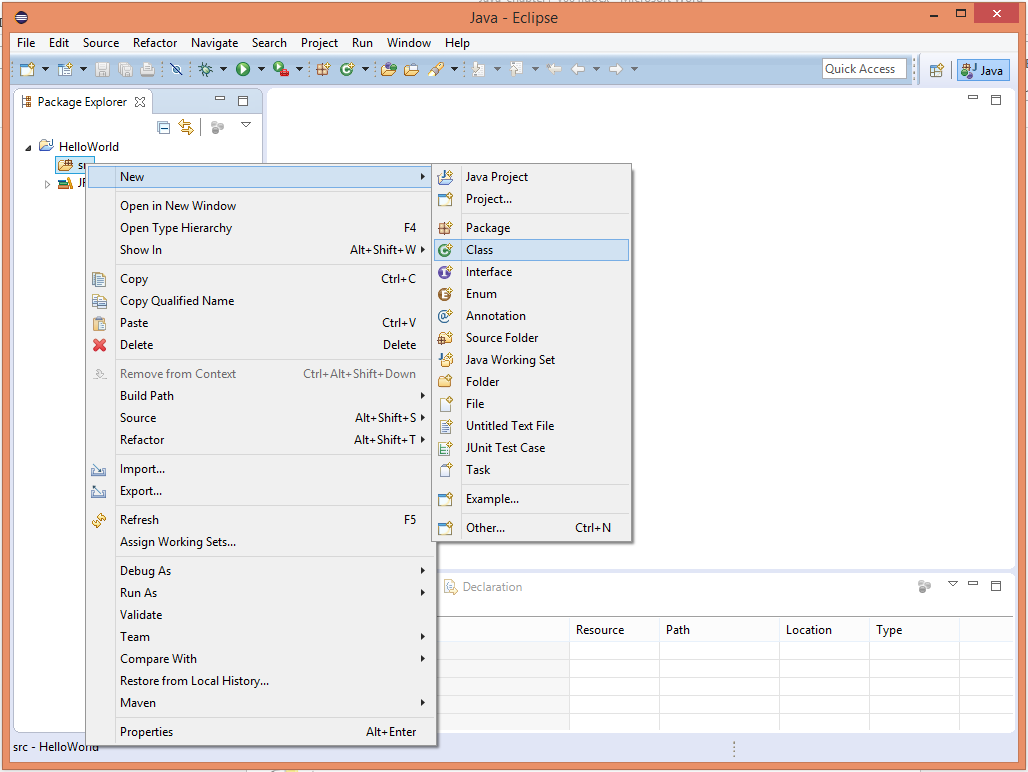 Java - Eclipse
File Edit Source Refactor Navigate Search Project Run Window Help
Quick Access
Java
Package Explorer
HelloWorld
New
Open in New Window
Open Type Hierarchy F4
Show In Alt+Shift+W
Copy Ctrl+C
Copy Qualified Name
Paste Ctrl+V
Delete Delete
Remove from Context Ctrl+Alt+Shift+Down
Build Path
Source Alt+Shift+S
Refactor Alt+Shift+T
Import...
Export...
Refresh F5
Assign Working Sets...
Debug As
Run As
Validate
Team
Compare With
Restore from Local History...
Maven
Properties Alt+Enter
Java Project
Project...
Package
Class
Interface
Enum
Annotation
Source Folder
Java Working Set
Folder
File
Untitled Text File
JUnit Test Case
Task
Example...
Other... Ctrl+N
Declaration
Resource Path Location Type
src - HelloWorld